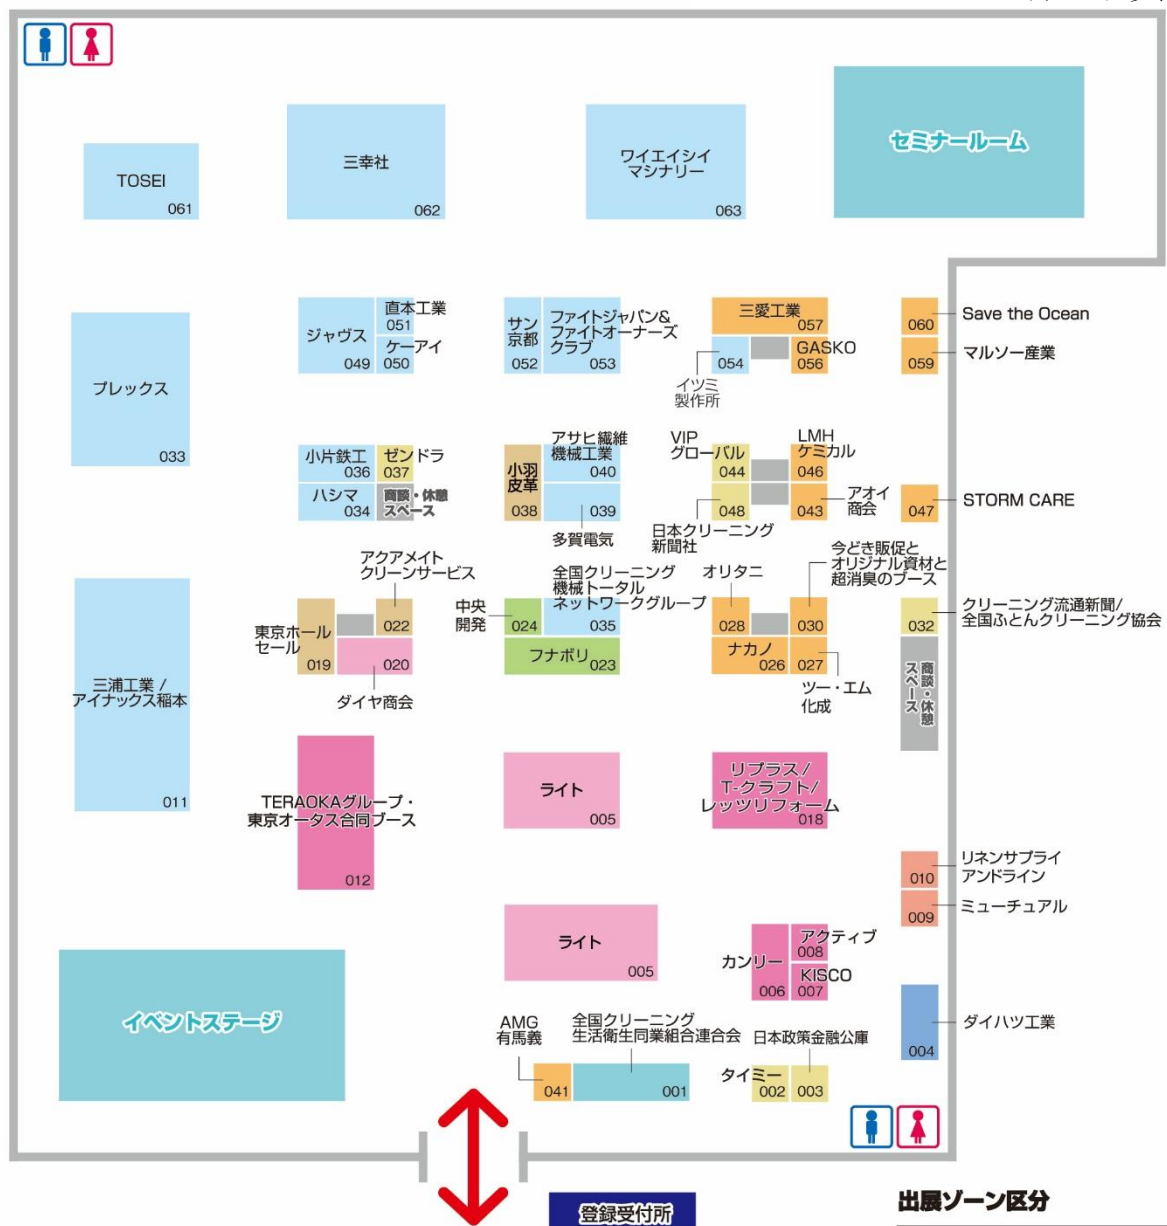 セミナールーム
TOSEI
061
三幸社
062
ワイエイシイ
マシナリー
063
プレックス
033
ジャヴス
049
直本工業
051
ケーアイ
050
サン
京都
052
ファイトジャパン&
ファイトオーナーズ
クラブ
053
三愛工業
057
054
イツミ
製作所
GASKO
056
060
Save the Ocean
059
マルソー産業
小片鉄工
036
ゼンドラ
037
ハシマ
034
商談・休憩
スペース
小羽
皮革
038
アサヒ繊維
機械工業
040
039
多賀電気
VIP
グローバル
044
LMH
ケミカル
046
048
日本クリーニング
新聞社
043
アオイ
商会
047
STORM CARE
三浦工業 /
アイナックス稲本
011
アクアメイト
クリーンサービス
022
東京ホール
セール
019
020
ダイヤ商会
中央
開発
024
全国クリーニング
機械トータル
ネットワークグループ
035
フナボリ
023
オリタニ
028
今どき販促と
オリジナル資材と
超消臭のブース
030
ナカノ
026
027
ツー・エム
化成
032
クリーニング流通新聞/
全国ふとんクリーニング協会
商談・休憩
スペース
TERAOKAグループ・
東京オータス合同ブース
012
ライト
005
リプラス/
T-クラフト/
レッツリフォーム
018
010
リネンサプライ
アンドライン
009
ミューチュアル
ライト
005
カンリー
006
アクティブ
008
KISCO
007
004
ダイハツ工業
イベントステージ
AMG
有馬義
041
全国クリーニング
生活衛生同業組合連合会
001
タイミー
002
日本政策金融公庫
003
登録受付所
出展ゾーン区分